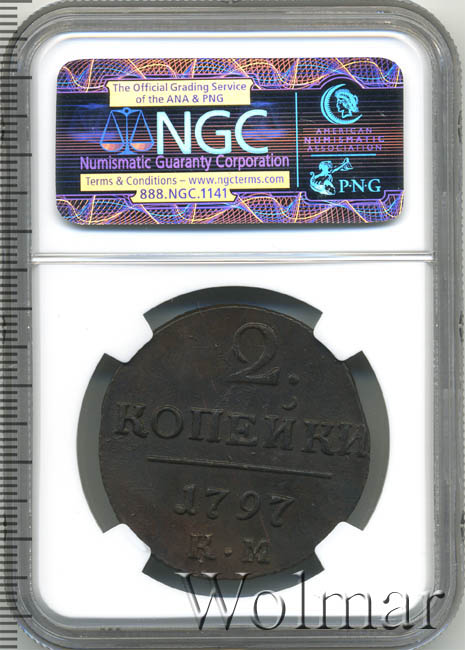 The Official Grading Service
of the ANA & PNG
NGC
Numismatic Guaranty Corporation
Terms & Conditions – www.ngcterms.com
888.NGC.1141
AMERICAN
NUMISMATIC
ASSOCIATION
P·N·G
2.
КОПЕЙКИ
1797
К·М
Wolmar